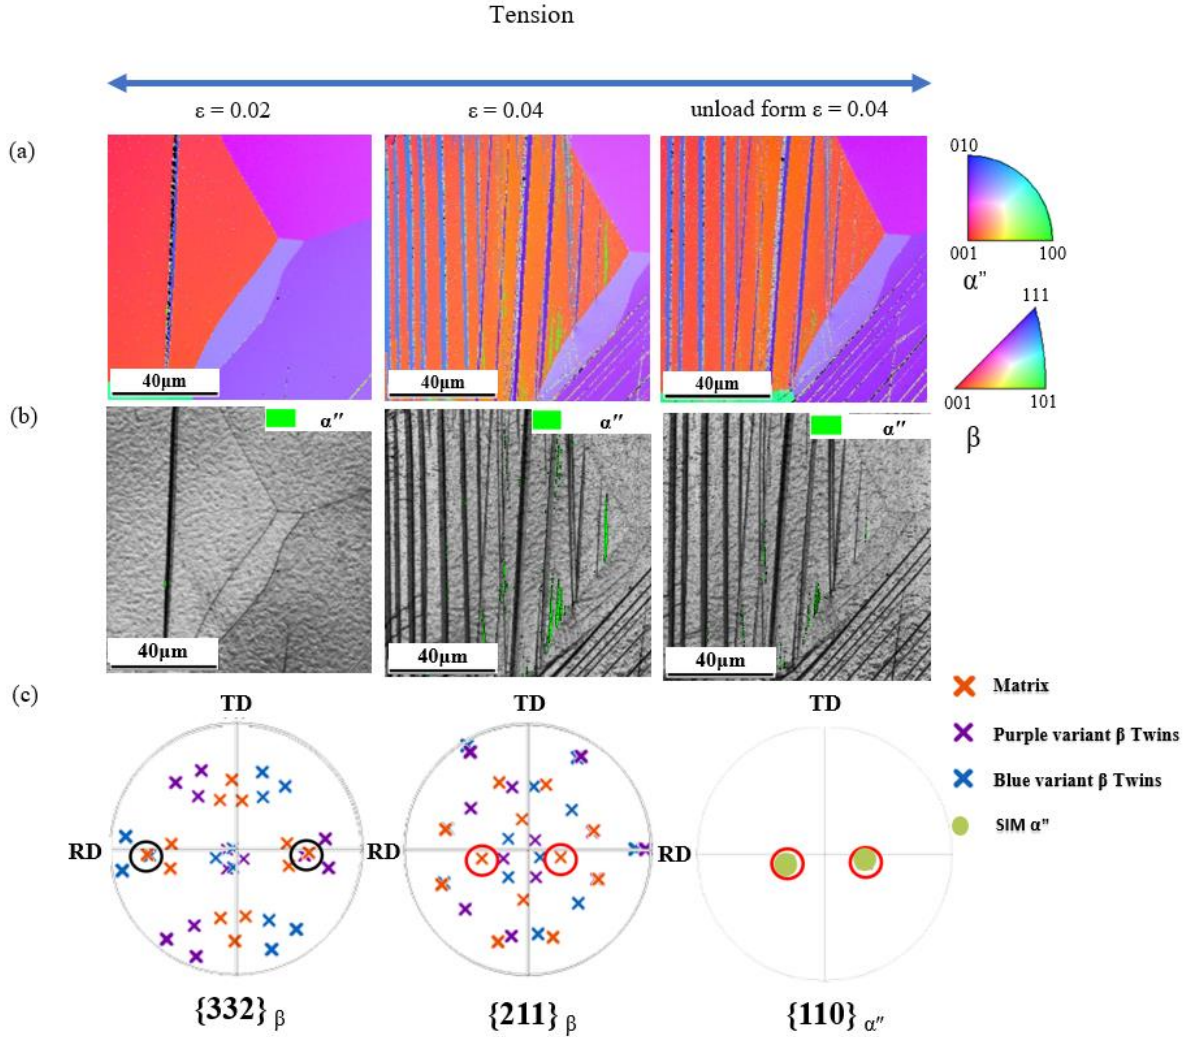 Tension
ε = 0.02
ε = 0.04
unload form ε = 0.04
(a)
010
001
100
α"
111
001
101
β
40μm
40μm
40μm
(b)
α″
α″
α″
40μm
40μm
40μm
(c)
TD
TD
TD
RD
RD
RD
Matrix
Purple variant β Twins
Blue variant β Twins
SIM α"
{332} β
{211} β
{110} α″